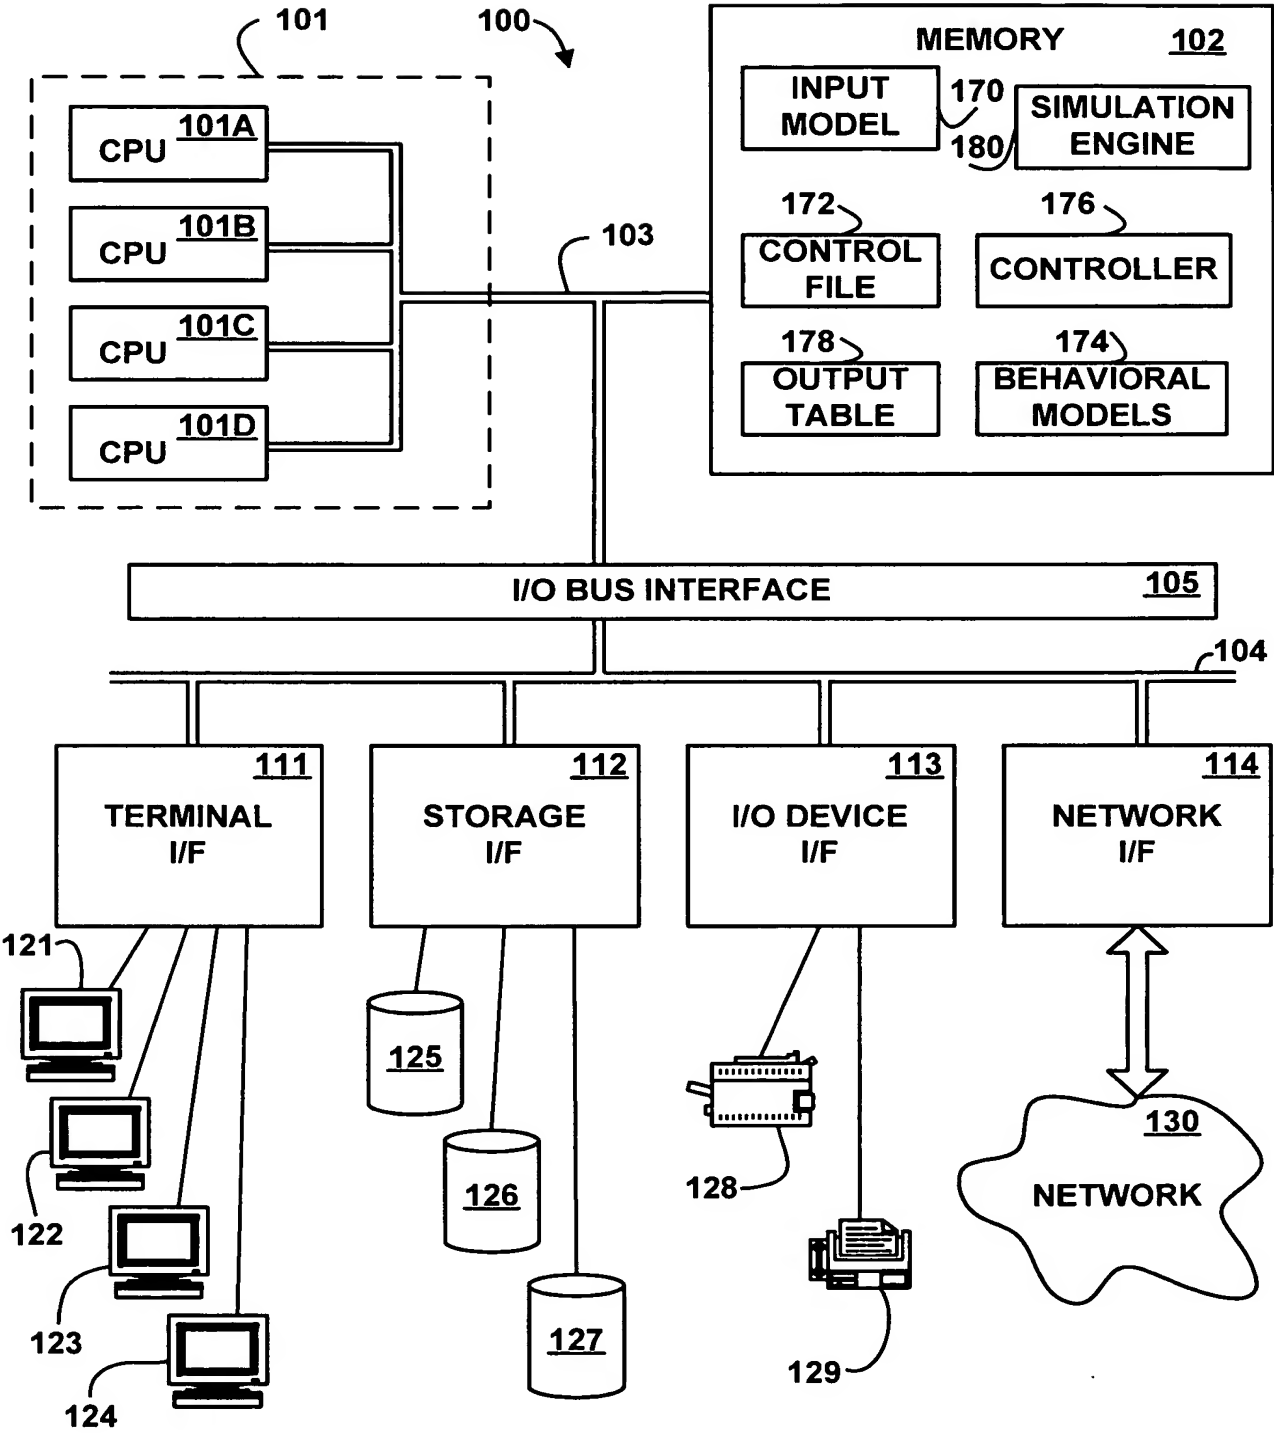 101
100
MEMORY 102
INPUT
MODEL
170
SIMULATION
ENGINE
180
101A
CPU
101B
CPU
101C
CPU
101D
CPU
103
172
CONTROL
FILE
176
CONTROLLER
178
OUTPUT
TABLE
174
BEHAVIORAL
MODELS
I/O BUS INTERFACE 105
104
111
TERMINAL
I/F
112
STORAGE
I/F
113
I/O DEVICE
I/F
114
NETWORK
I/F
121
122
123
124
125
126
127
128
129
130
NETWORK